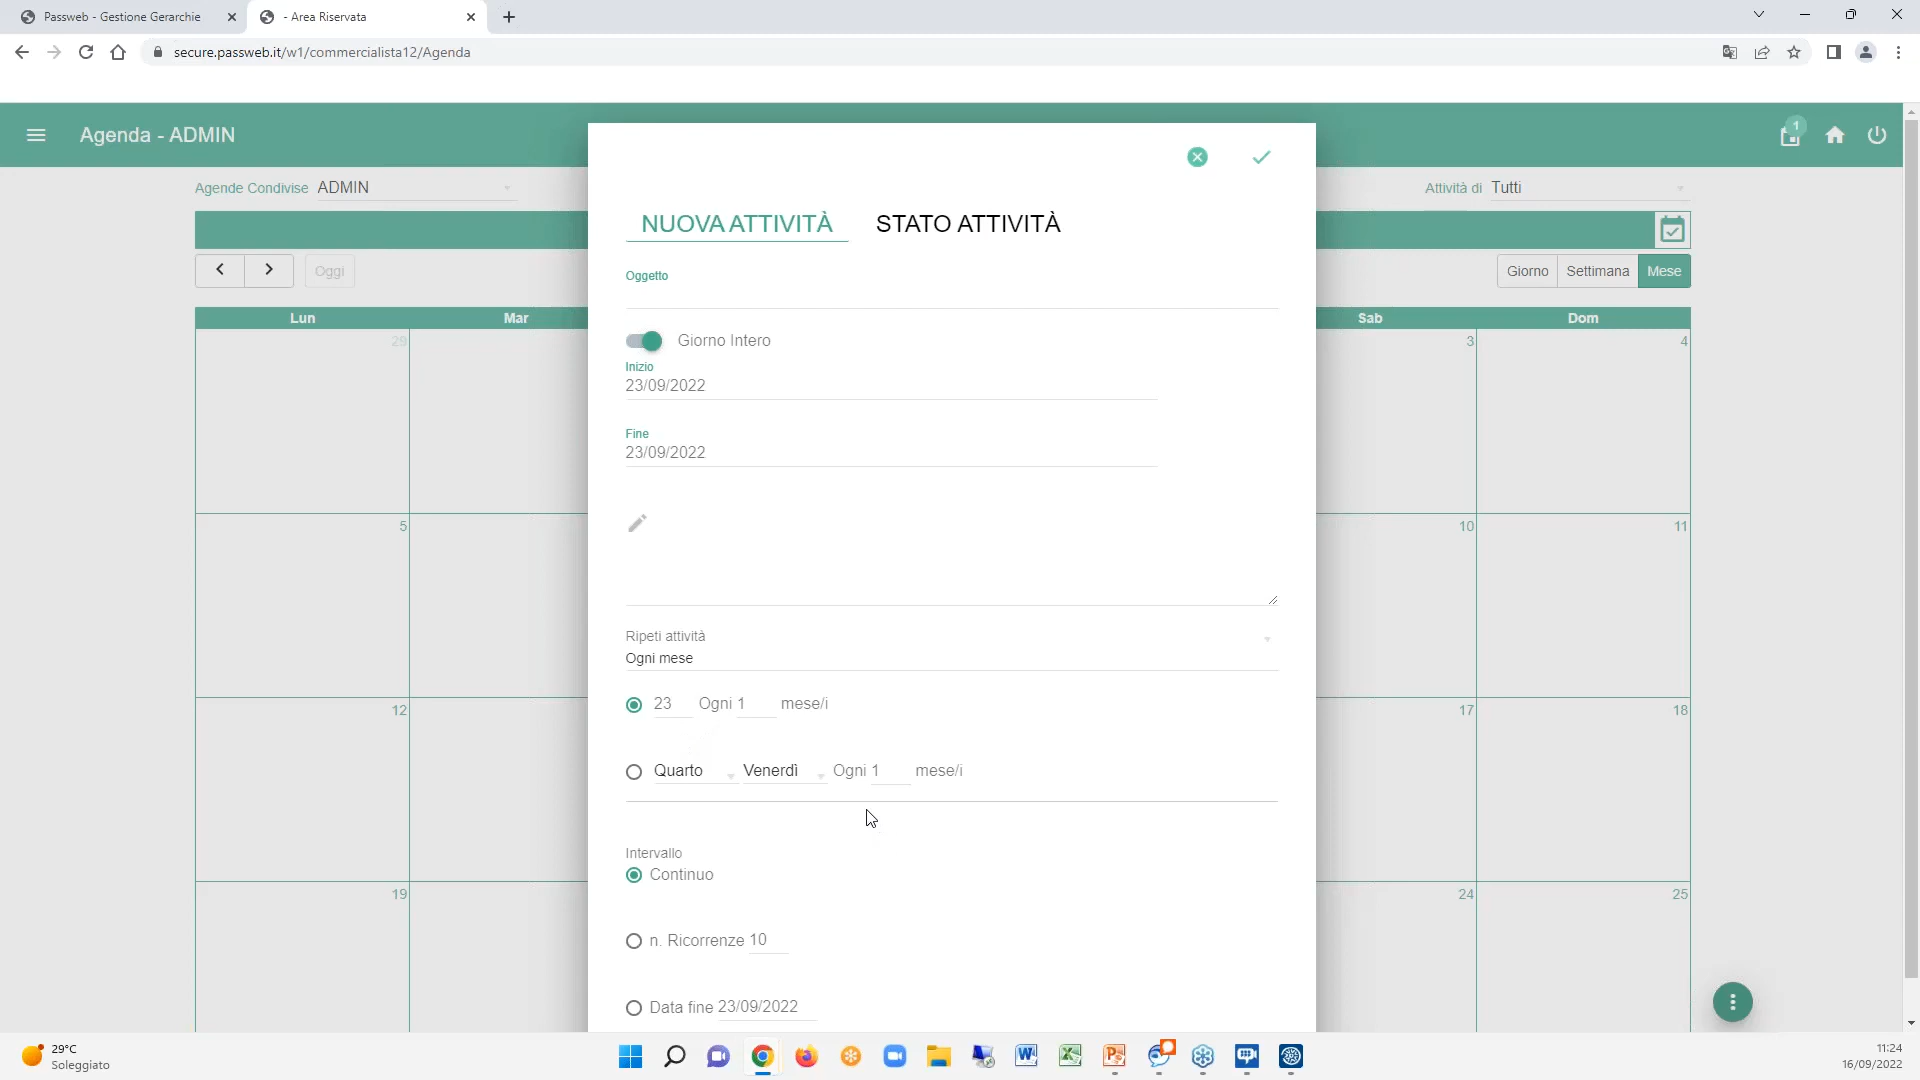 Passweb - Gestione Gerarchie
- Area Riservata
secure.passweb.it/w1/commercialista12/Agenda
Agenda - ADMIN
1
Agende Condivise ADMIN
Attività di Tutti
Oggi
Giorno Settimana Mese
Lun Mar Sab Dom
29 3 4
5 10 11
12 17 18
19 24 25
NUOVA ATTIVITÀ STATO ATTIVITÀ
Oggetto
Giorno Intero
Inizio
23/09/2022
Fine
23/09/2022
Ripeti attività
Ogni mese
23 Ogni 1 mese/i
Quarto Venerdì Ogni 1 mese/i
Intervallo
Continuo
n. Ricorrenze 10
Data fine 23/09/2022
29°C
Soleggiato
11:24
16/09/2022